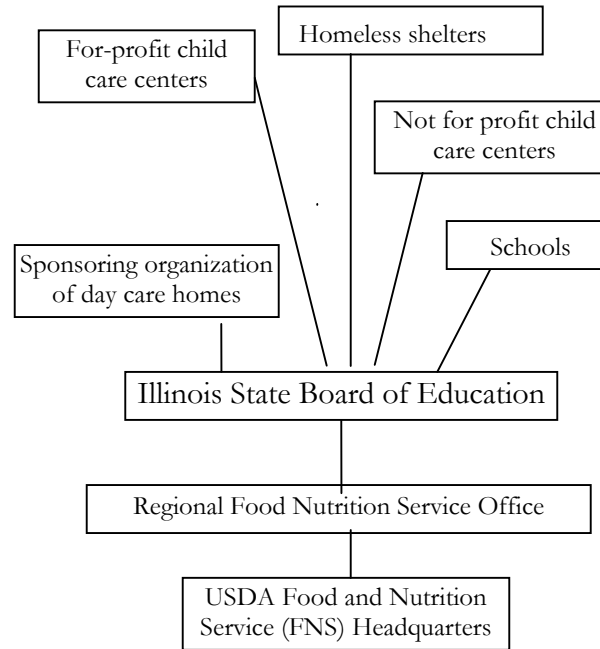 Homeless shelters
For-profit child
care centers
Not for profit child
care centers
Schools
Sponsoring organization
of day care homes
Illinois State Board of Education
Regional Food Nutrition Service Office
USDA Food and Nutrition
Service (FNS) Headquarters